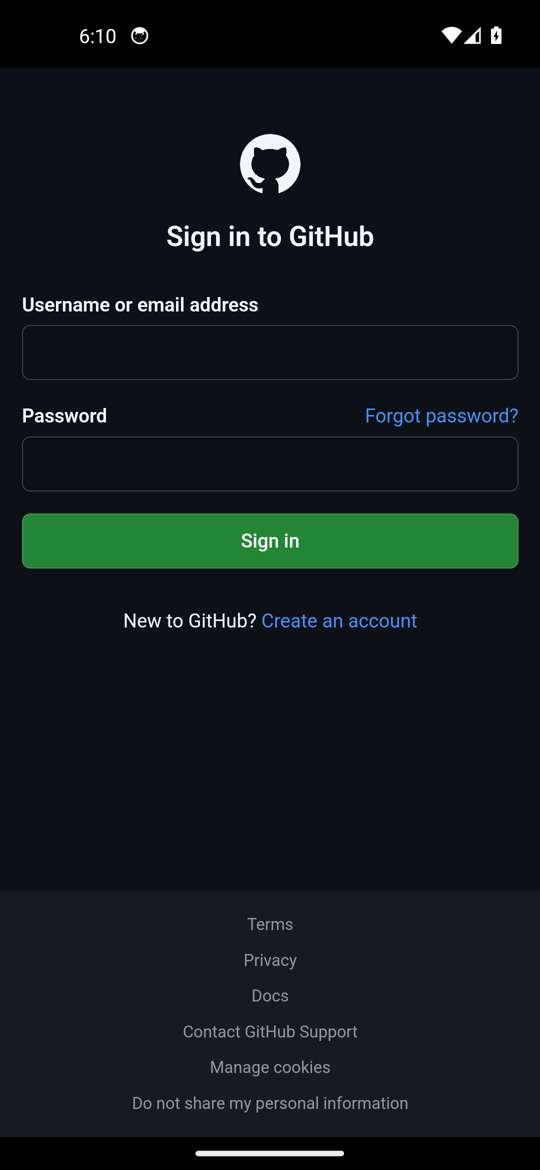 6:10
Sign in to GitHub
Username or email address
Password Forgot password?
Sign in
New to GitHub? Create an account
Terms
Privacy
Docs
Contact GitHub Support
Manage cookies
Do not share my personal information